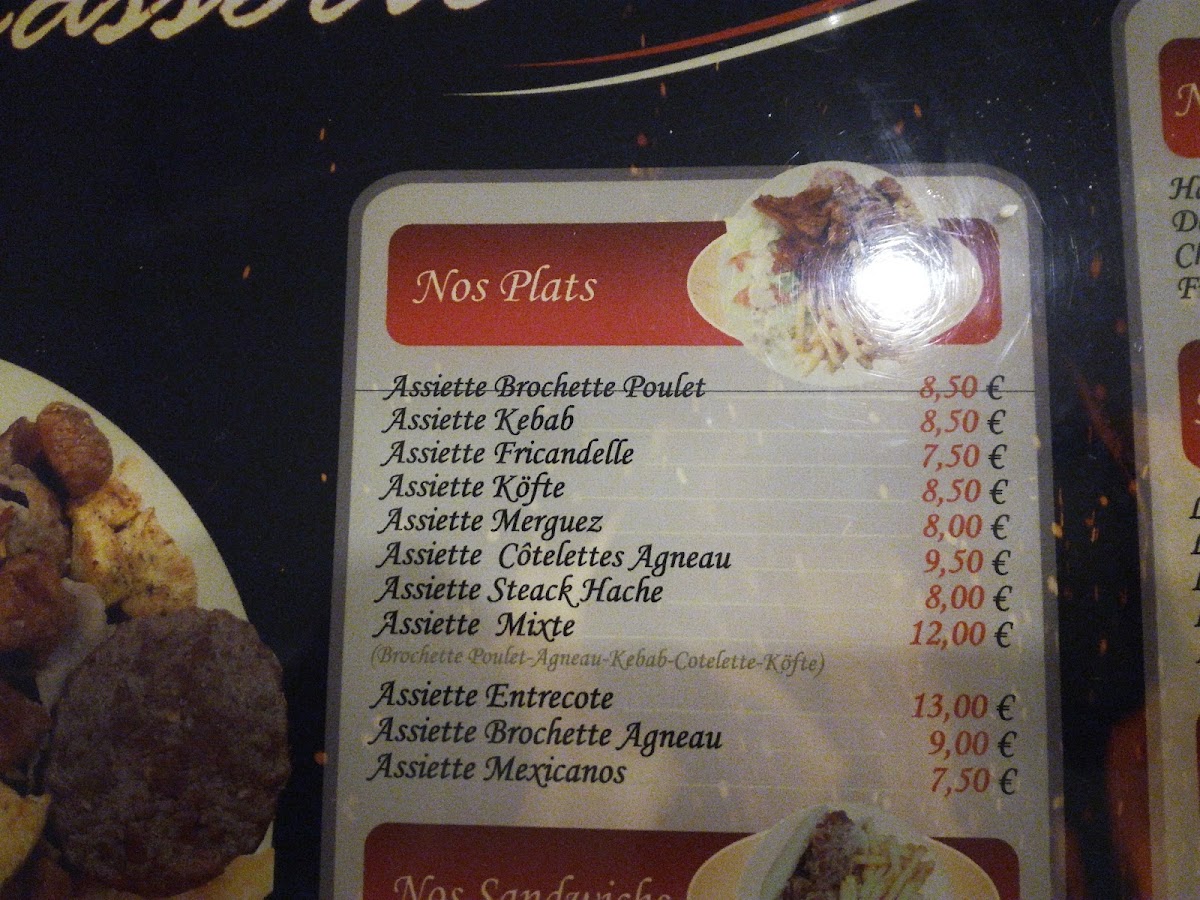 Nos Plats
Assiette Brochette Poulet 8,50 €
Assiette Kebab 8,50 €
Assiette Fricandelle 7,50 €
Assiette Köfte 8,50 €
Assiette Merguez 8,00 €
Assiette Côtelettes Agneau 9,50 €
Assiette Steack Hache 8,00 €
Assiette Mixte 12,00 €
(Brochette Poulet-Agneau-Kebab-Cotelette-Köfte)
Assiette Entrecote 13,00 €
Assiette Brochette Agneau 9,00 €
Assiette Mexicanos 7,50 €
Nos Sandwichs